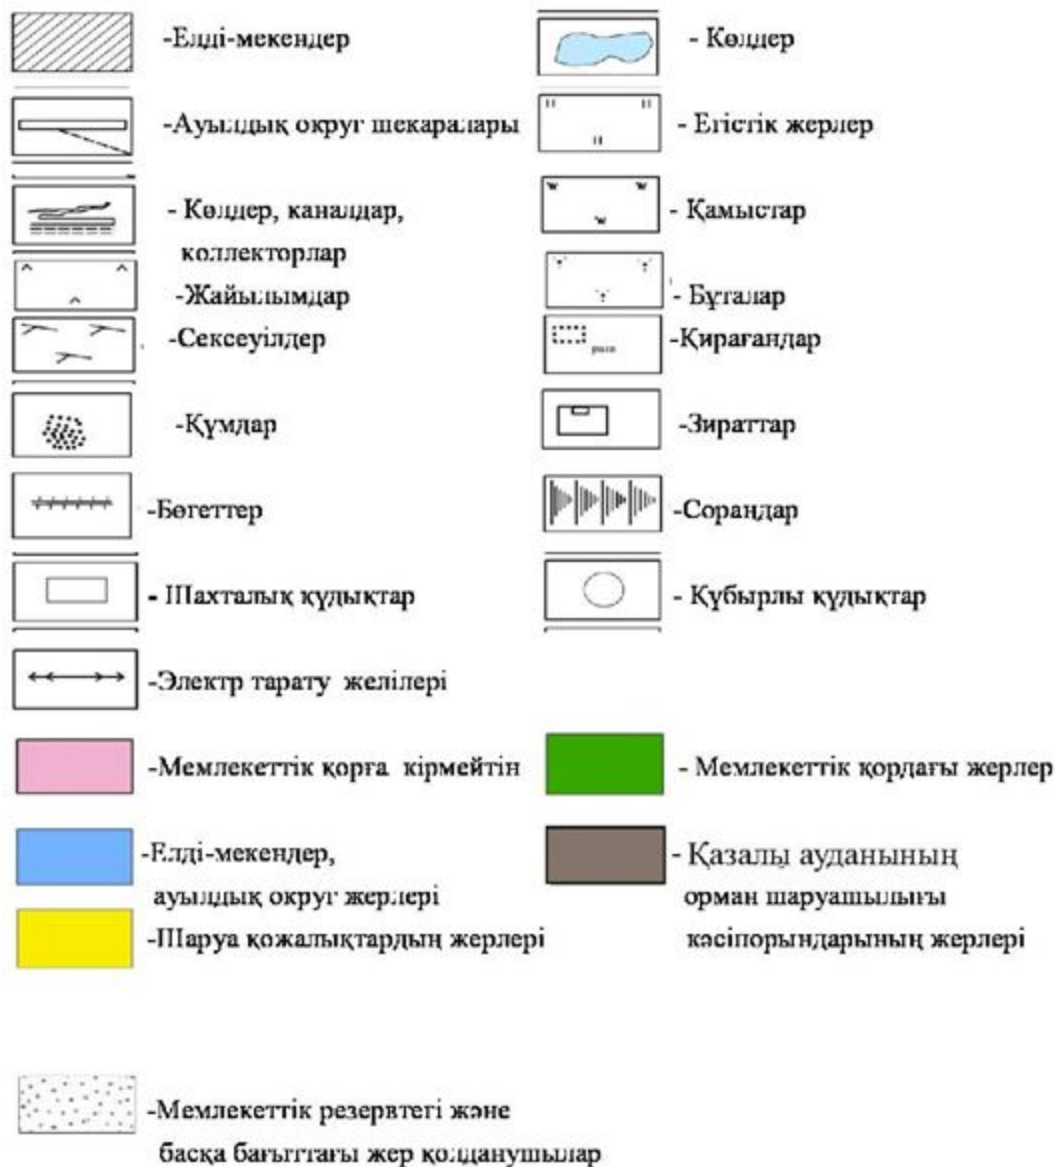 -Елді-мекендер
- Көлдер
-Ауылдық округ шекаралары
- Егістік жерлер
- Көлдер, каналдар,
коллекторлар
- Қамыстар
-Жайылымдар
- Бұталар
-Сексеуілдер
-Қирағандар
-Құмдар
-Зираттар
-Бөгеттер
-Сораңдар
- Шахталық құдықтар
- Құбырлы құдықтар
-Электр тарату желілері
-Мемлекеттік қорға кірмейтін
- Мемлекеттік қордағы жерлер
-Елді-мекендер,
ауылдық округ жерлері
- Қазалы ауданының
орман шаруашылығы
кәсіпорындарының жерлері
-Шаруа қожалықтардың жерлері
-Мемлекеттік резервтегі және
басқа бағыттағы жер қолданушылар